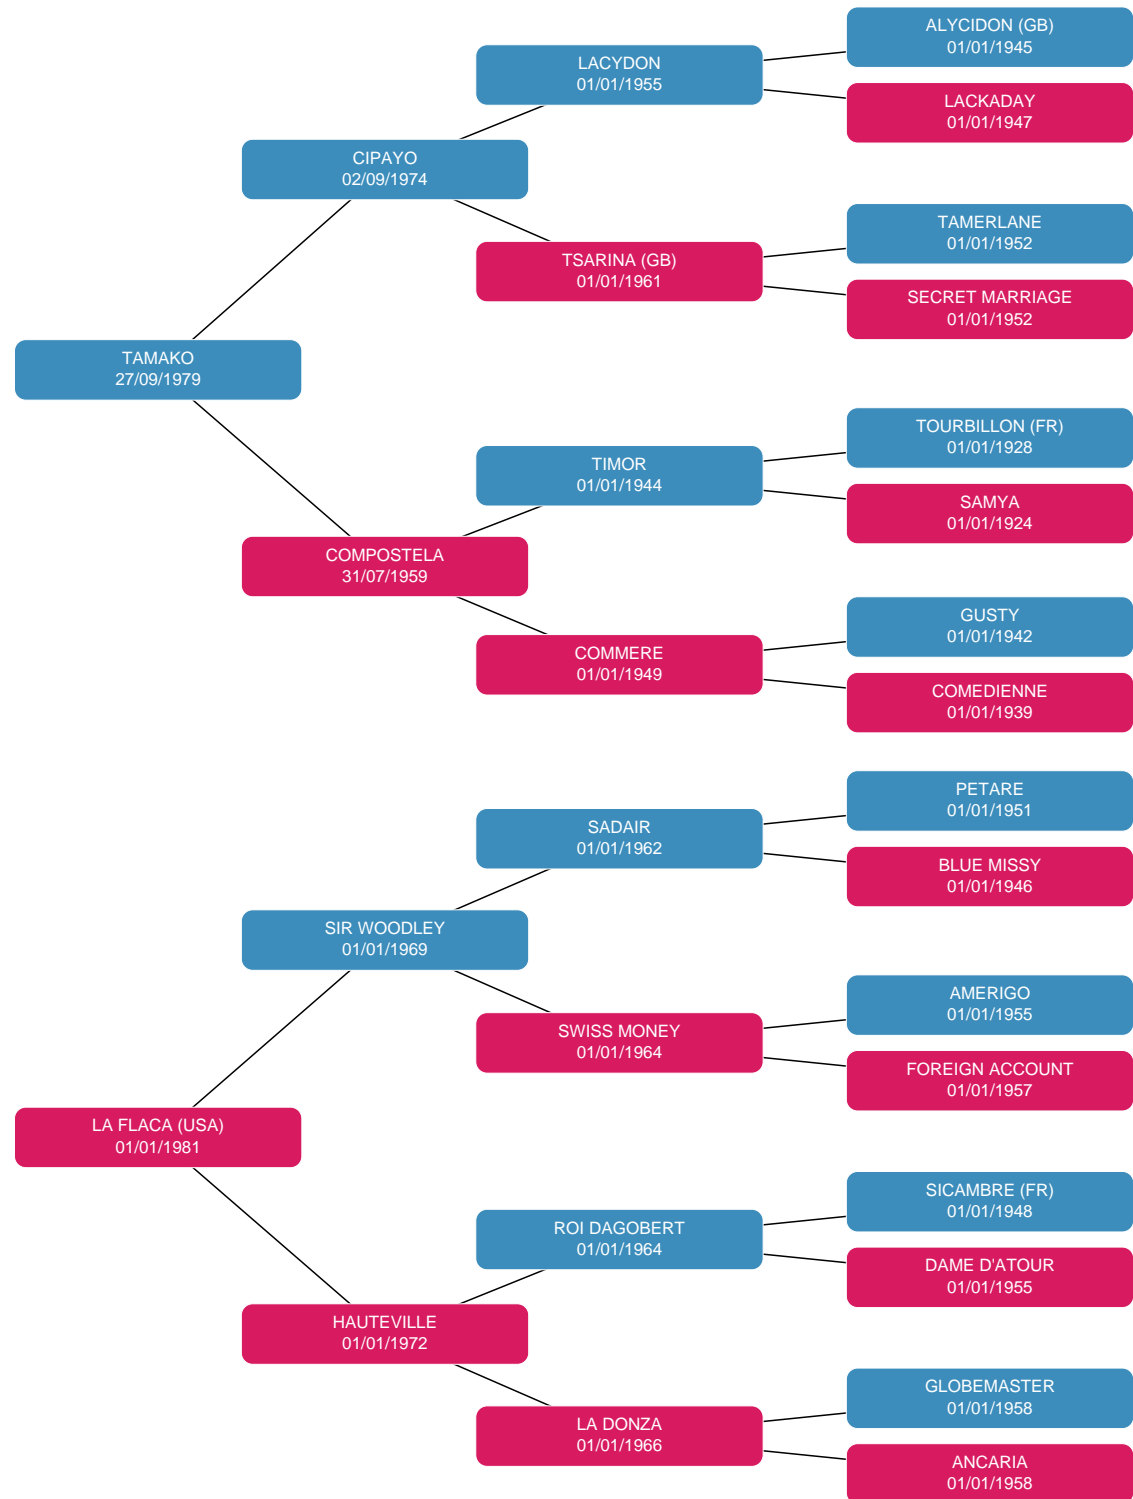 ALYCIDON (GB)
01/01/1945
LACYDON
01/01/1955
LACKADAY
01/01/1947
CIPAYO
02/09/1974
TAMERLANE
01/01/1952
TSARINA (GB)
01/01/1961
SECRET MARRIAGE
01/01/1952
TAMAKO
27/09/1979
TOURBILLON (FR)
01/01/1928
TIMOR
01/01/1944
SAMYA
01/01/1924
COMPOSTELA
31/07/1959
GUSTY
01/01/1942
COMMERE
01/01/1949
COMEDIENNE
01/01/1939
PETARE
01/01/1951
SADAIR
01/01/1962
BLUE MISSY
01/01/1946
SIR WOODLEY
01/01/1969
AMERIGO
01/01/1955
SWISS MONEY
01/01/1964
FOREIGN ACCOUNT
01/01/1957
LA FLACA (USA)
01/01/1981
SICAMBRE (FR)
01/01/1948
ROI DAGOBERT
01/01/1964
DAME D'ATOUR
01/01/1955
HAUTEVILLE
01/01/1972
GLOBEMASTER
01/01/1958
LA DONZA
01/01/1966
ANCARIA
01/01/1958